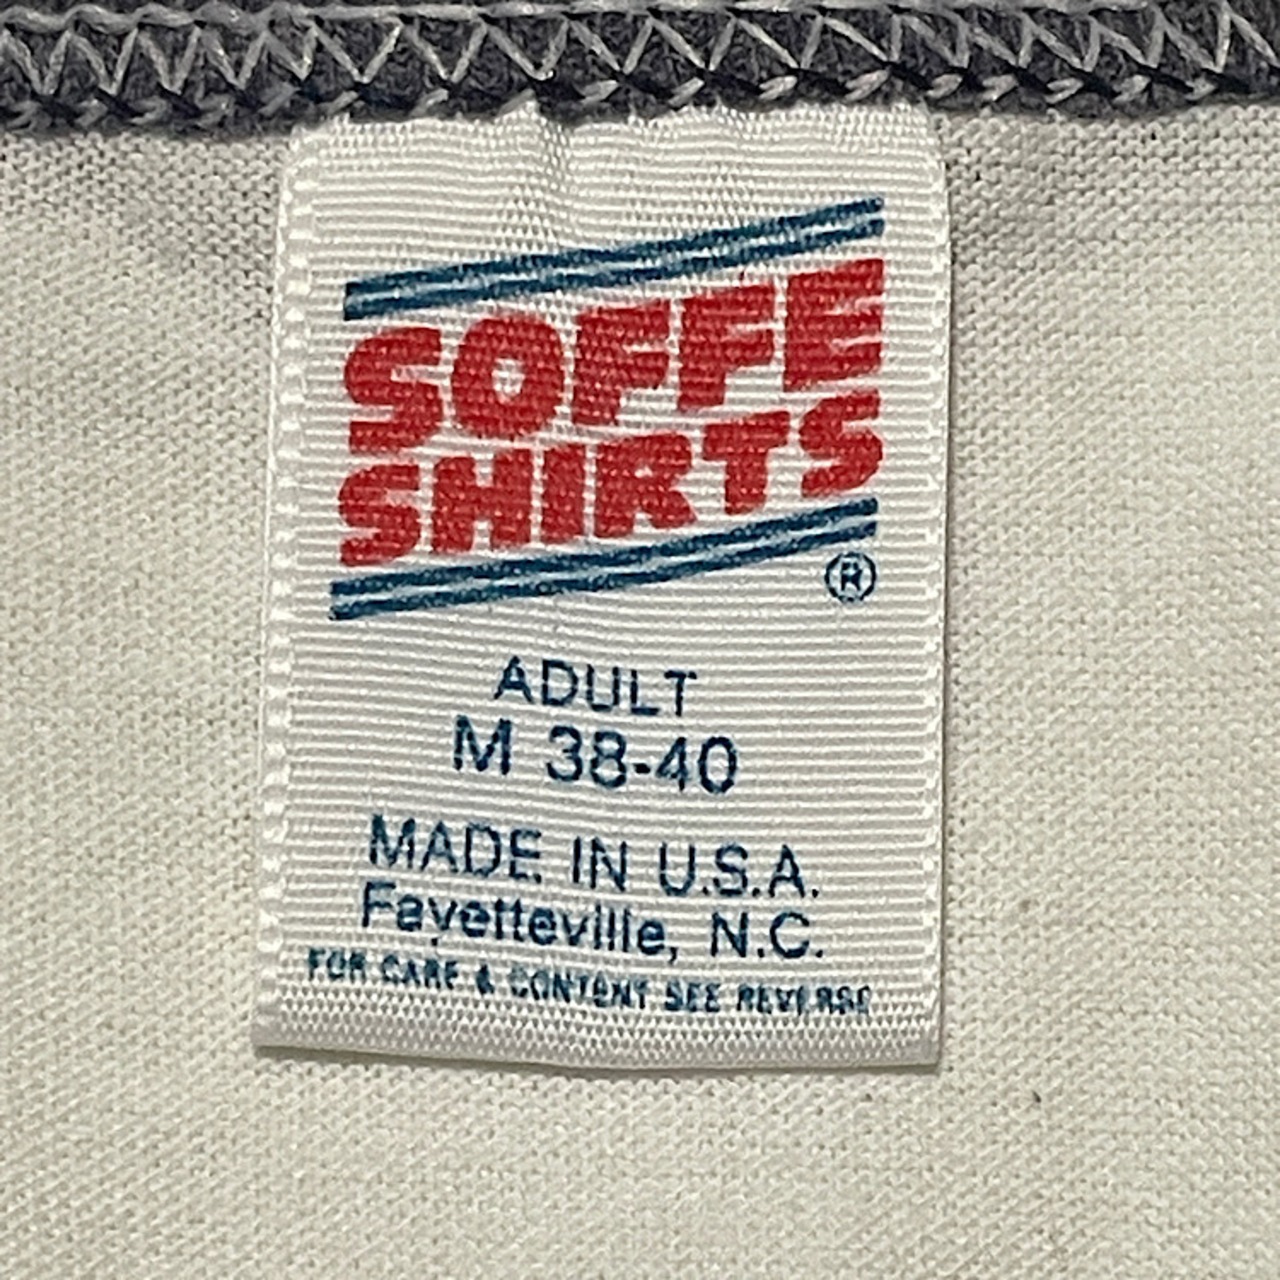 SOFFE
SHIRTS
®
ADULT
M 38-40
MADE IN U.S.A.
Fayetteville, N.C.
FOR CARE & CONTENT SEE REVERSE